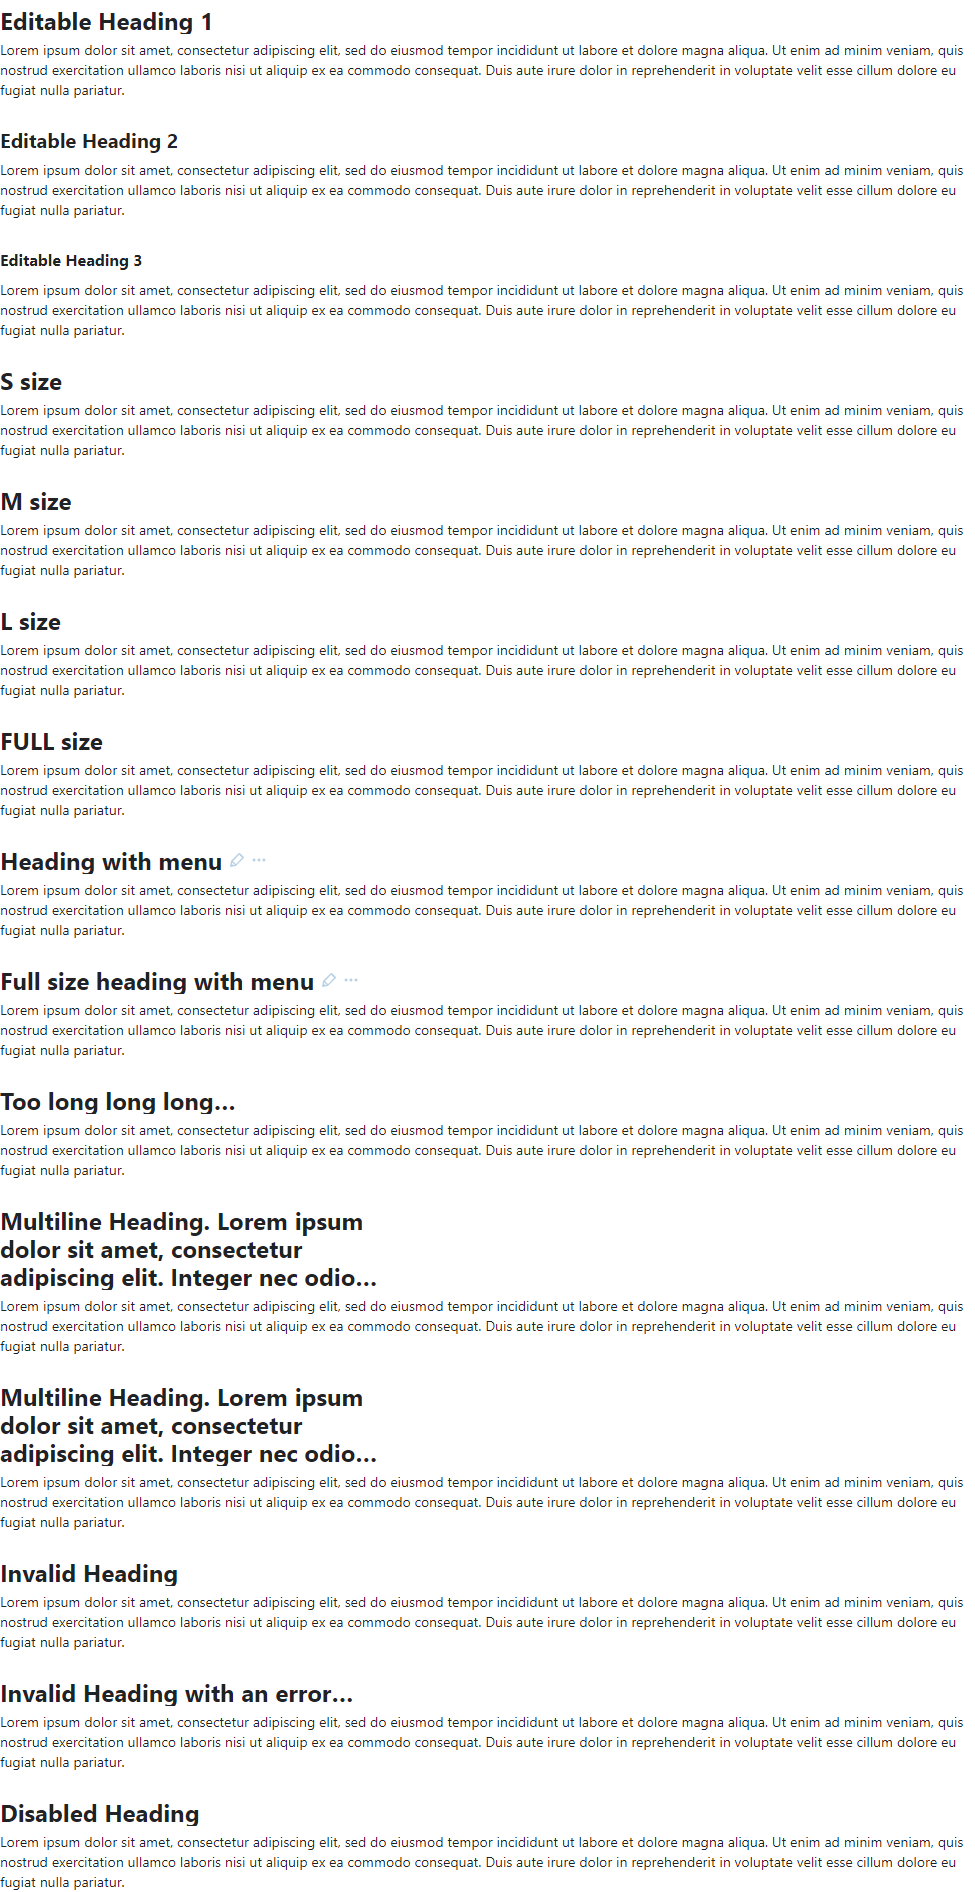 Editable Heading 1
Lorem ipsum dolor sit amet, consectetur adipiscing elit, sed do eiusmod tempor incididunt ut labore et dolore magna aliqua. Ut enim ad minim veniam, quis
nostrud exercitation ullamco laboris nisi ut aliquip ex ea commodo consequat. Duis aute irure dolor in reprehenderit in voluptate velit esse cillum dolore eu
fugiat nulla pariatur.
Editable Heading 2
Lorem ipsum dolor sit amet, consectetur adipiscing elit, sed do eiusmod tempor incididunt ut labore et dolore magna aliqua. Ut enim ad minim veniam, quis
nostrud exercitation ullamco laboris nisi ut aliquip ex ea commodo consequat. Duis aute irure dolor in reprehenderit in voluptate velit esse cillum dolore eu
fugiat nulla pariatur.
Editable Heading 3
Lorem ipsum dolor sit amet, consectetur adipiscing elit, sed do eiusmod tempor incididunt ut labore et dolore magna aliqua. Ut enim ad minim veniam, quis
nostrud exercitation ullamco laboris nisi ut aliquip ex ea commodo consequat. Duis aute irure dolor in reprehenderit in voluptate velit esse cillum dolore eu
fugiat nulla pariatur.
S size
Lorem ipsum dolor sit amet, consectetur adipiscing elit, sed do eiusmod tempor incididunt ut labore et dolore magna aliqua. Ut enim ad minim veniam, quis
nostrud exercitation ullamco laboris nisi ut aliquip ex ea commodo consequat. Duis aute irure dolor in reprehenderit in voluptate velit esse cillum dolore eu
fugiat nulla pariatur.
M size
Lorem ipsum dolor sit amet, consectetur adipiscing elit, sed do eiusmod tempor incididunt ut labore et dolore magna aliqua. Ut enim ad minim veniam, quis
nostrud exercitation ullamco laboris nisi ut aliquip ex ea commodo consequat. Duis aute irure dolor in reprehenderit in voluptate velit esse cillum dolore eu
fugiat nulla pariatur.
L size
Lorem ipsum dolor sit amet, consectetur adipiscing elit, sed do eiusmod tempor incididunt ut labore et dolore magna aliqua. Ut enim ad minim veniam, quis
nostrud exercitation ullamco laboris nisi ut aliquip ex ea commodo consequat. Duis aute irure dolor in reprehenderit in voluptate velit esse cillum dolore eu
fugiat nulla pariatur.
FULL size
Lorem ipsum dolor sit amet, consectetur adipiscing elit, sed do eiusmod tempor incididunt ut labore et dolore magna aliqua. Ut enim ad minim veniam, quis
nostrud exercitation ullamco laboris nisi ut aliquip ex ea commodo consequat. Duis aute irure dolor in reprehenderit in voluptate velit esse cillum dolore eu
fugiat nulla pariatur.
Heading with menu
Lorem ipsum dolor sit amet, consectetur adipiscing elit, sed do eiusmod tempor incididunt ut labore et dolore magna aliqua. Ut enim ad minim veniam, quis
nostrud exercitation ullamco laboris nisi ut aliquip ex ea commodo consequat. Duis aute irure dolor in reprehenderit in voluptate velit esse cillum dolore eu
fugiat nulla pariatur.
Full size heading with menu
Lorem ipsum dolor sit amet, consectetur adipiscing elit, sed do eiusmod tempor incididunt ut labore et dolore magna aliqua. Ut enim ad minim veniam, quis
nostrud exercitation ullamco laboris nisi ut aliquip ex ea commodo consequat. Duis aute irure dolor in reprehenderit in voluptate velit esse cillum dolore eu
fugiat nulla pariatur.
Too long long long...
Lorem ipsum dolor sit amet, consectetur adipiscing elit, sed do eiusmod tempor incididunt ut labore et dolore magna aliqua. Ut enim ad minim veniam, quis
nostrud exercitation ullamco laboris nisi ut aliquip ex ea commodo consequat. Duis aute irure dolor in reprehenderit in voluptate velit esse cillum dolore eu
fugiat nulla pariatur.
Multiline Heading. Lorem ipsum
dolor sit amet, consectetur
adipiscing elit. Integer nec odio...
Lorem ipsum dolor sit amet, consectetur adipiscing elit, sed do eiusmod tempor incididunt ut labore et dolore magna aliqua. Ut enim ad minim veniam, quis
nostrud exercitation ullamco laboris nisi ut aliquip ex ea commodo consequat. Duis aute irure dolor in reprehenderit in voluptate velit esse cillum dolore eu
fugiat nulla pariatur.
Multiline Heading. Lorem ipsum
dolor sit amet, consectetur
adipiscing elit. Integer nec odio...
Lorem ipsum dolor sit amet, consectetur adipiscing elit, sed do eiusmod tempor incididunt ut labore et dolore magna aliqua. Ut enim ad minim veniam, quis
nostrud exercitation ullamco laboris nisi ut aliquip ex ea commodo consequat. Duis aute irure dolor in reprehenderit in voluptate velit esse cillum dolore eu
fugiat nulla pariatur.
Invalid Heading
Lorem ipsum dolor sit amet, consectetur adipiscing elit, sed do eiusmod tempor incididunt ut labore et dolore magna aliqua. Ut enim ad minim veniam, quis
nostrud exercitation ullamco laboris nisi ut aliquip ex ea commodo consequat. Duis aute irure dolor in reprehenderit in voluptate velit esse cillum dolore eu
fugiat nulla pariatur.
Invalid Heading with an error...
Lorem ipsum dolor sit amet, consectetur adipiscing elit, sed do eiusmod tempor incididunt ut labore et dolore magna aliqua. Ut enim ad minim veniam, quis
nostrud exercitation ullamco laboris nisi ut aliquip ex ea commodo consequat. Duis aute irure dolor in reprehenderit in voluptate velit esse cillum dolore eu
fugiat nulla pariatur.
Disabled Heading
Lorem ipsum dolor sit amet, consectetur adipiscing elit, sed do eiusmod tempor incididunt ut labore et dolore magna aliqua. Ut enim ad minim veniam, quis
nostrud exercitation ullamco laboris nisi ut aliquip ex ea commodo consequat. Duis aute irure dolor in reprehenderit in voluptate velit esse cillum dolore eu
fugiat nulla pariatur.